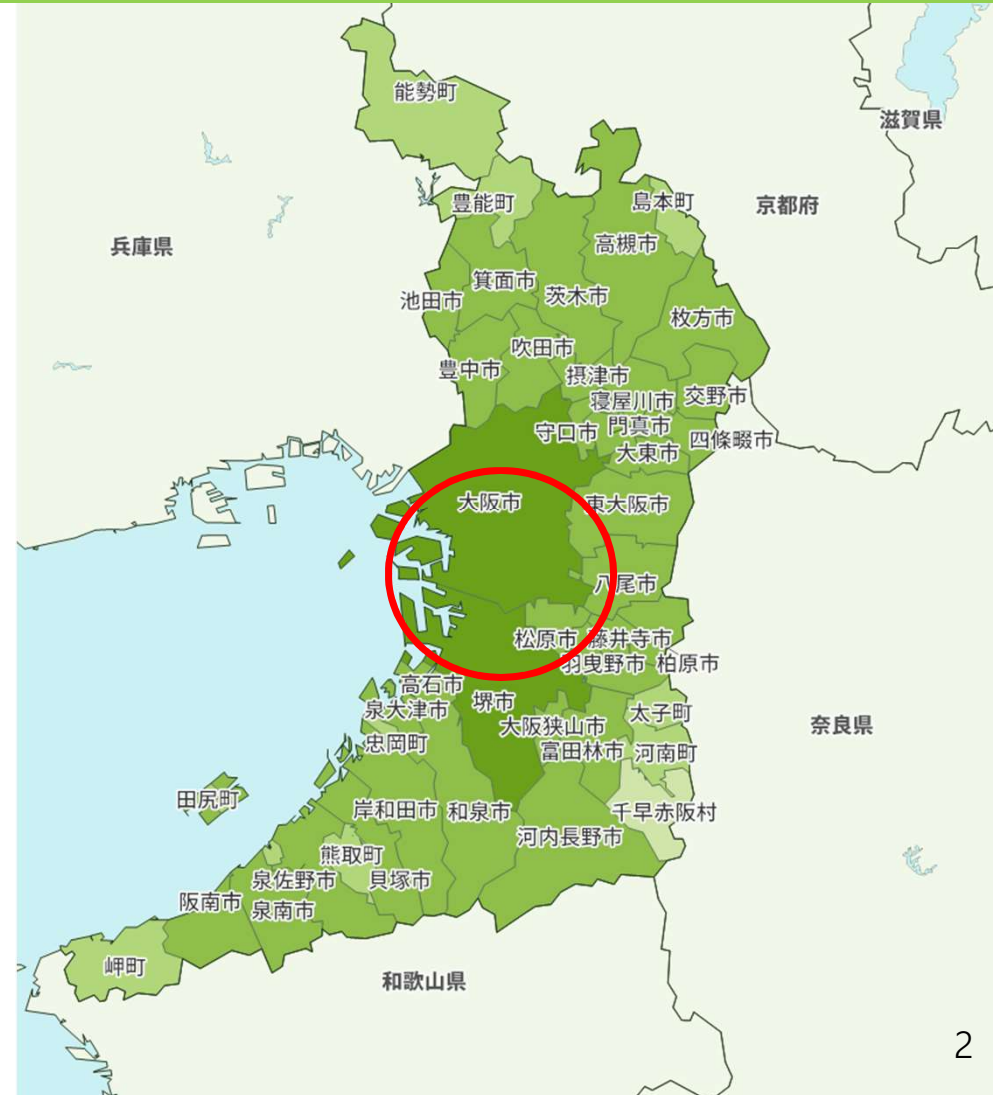 能勢町
滋賀県
豊能町
島本町
京都府
高槻市
兵庫県
箕面市
茨木市
池田市
枚方市
吹田市
豊中市
摂津市
寝屋川市
交野市
守口市
門真市
四條畷市
大東市
大阪市
東大阪市
八尾市
松原市
藤井寺市
羽曳野市
柏原市
高石市
堺市
泉大津市
太子町
大阪狭山市
奈良県
忠岡町
富田林市
河南町
田尻町
岸和田市
和泉市
千早赤阪村
河内長野市
熊取町
泉佐野市
貝塚市
阪南市
泉南市
岬町
和歌山県
2